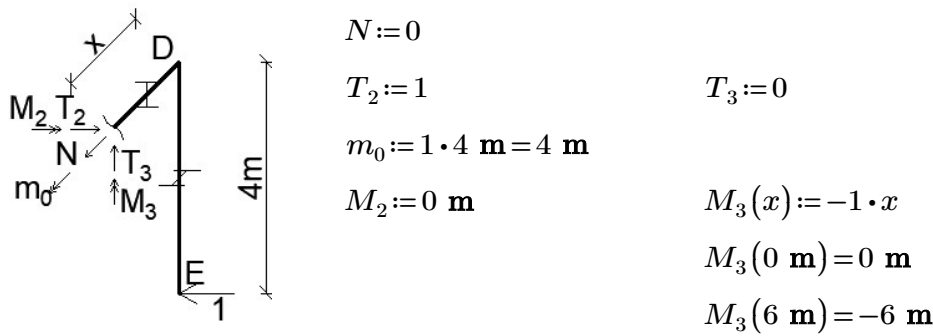 x
D
M₂ T₂
N
T₃
m₀
M₃
4m
E
1
N:=0
T₂:=1 T₃:=0
m₀:=1·4 m=4 m
M₂:=0 m M₃(x):=-1·x
M₃(0 m)=0 m
M₃(6 m)=-6 m